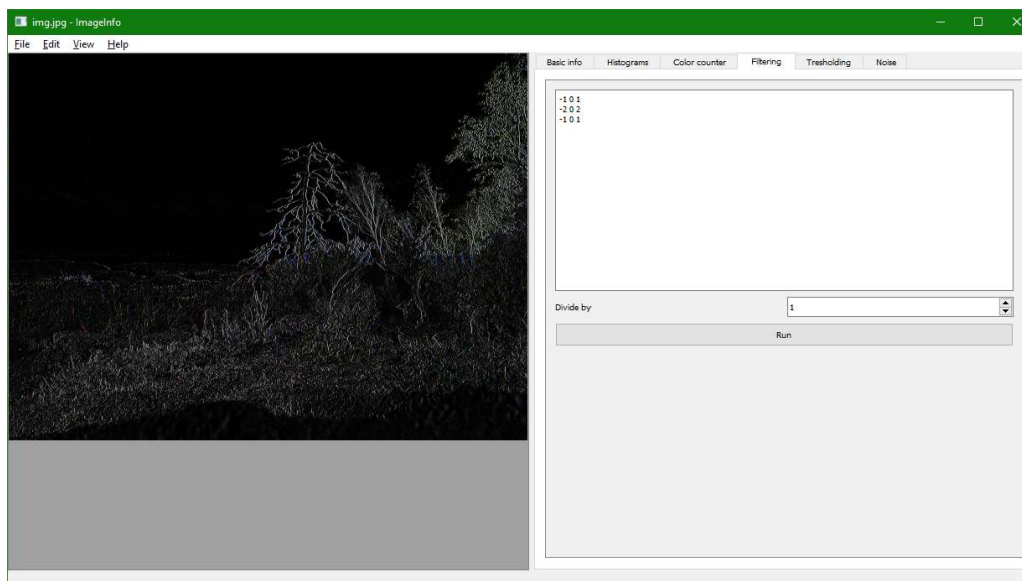 img.jpg - ImageInfo
File Edit View Help
Basic info Histograms Color counter Filtering Tresholding Noise
-1 0 1
-2 0 2
-1 0 1
Divide by 1
Run